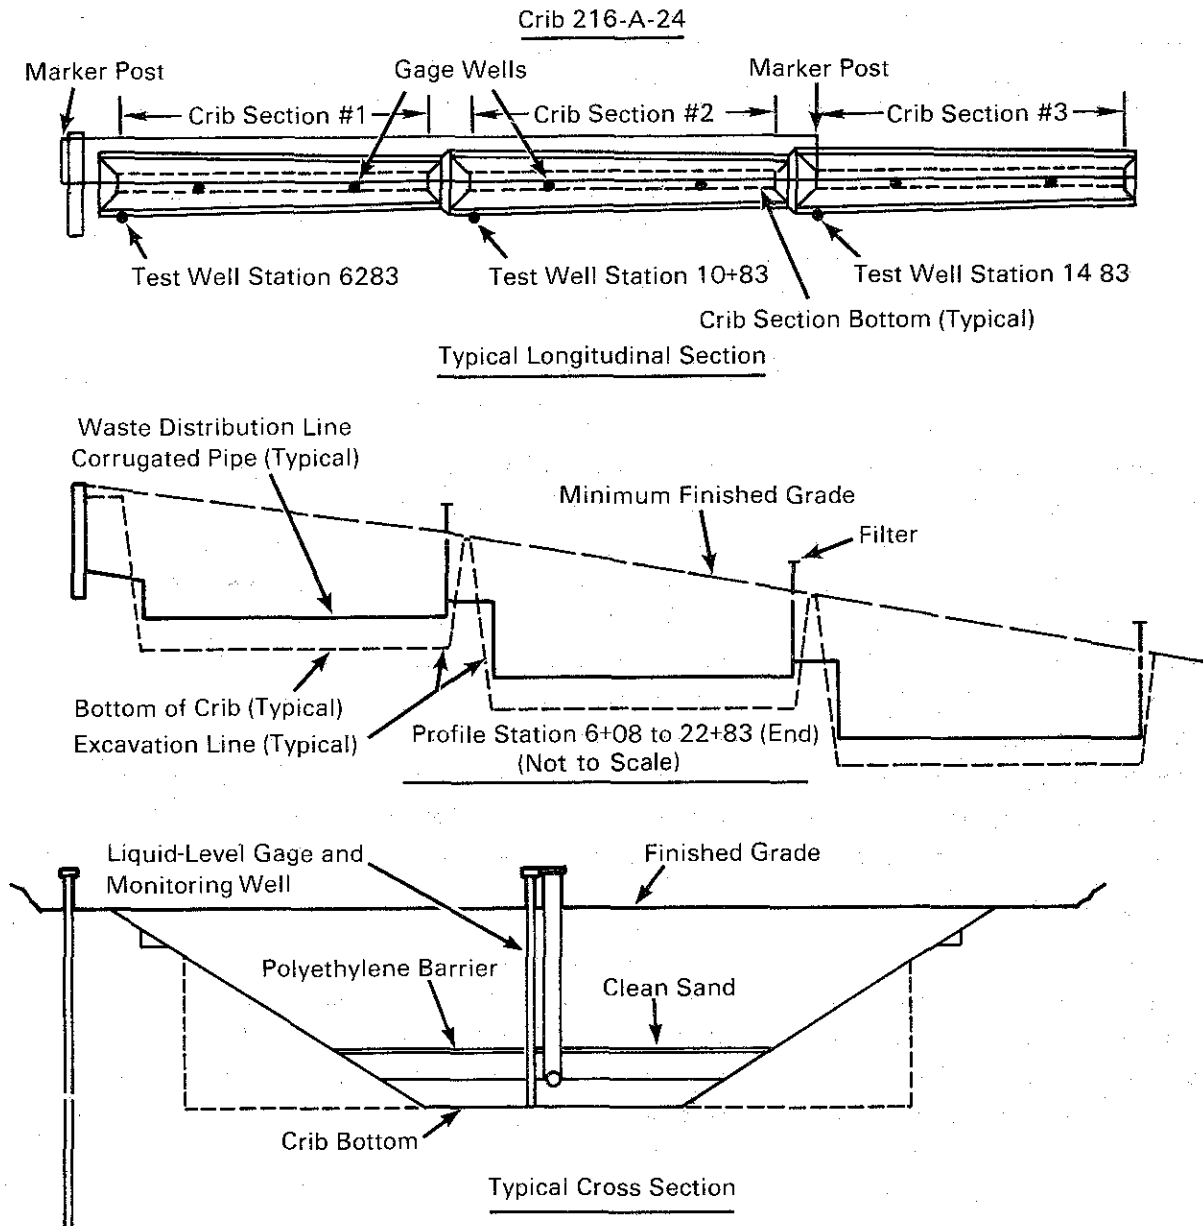 Crib 216-A-24
Marker Post
Gage Wells
Marker Post
Crib Section #1
Crib Section #2
Crib Section #3
Test Well Station 6283
Test Well Station 10+83
Test Well Station 14 83
Crib Section Bottom (Typical)
Typical Longitudinal Section
Waste Distribution Line
Corrugated Pipe (Typical)
Minimum Finished Grade
Filter
Bottom of Crib (Typical)
Excavation Line (Typical)
Profile Station 6+08 to 22+83 (End)
(Not to Scale)
Liquid-Level Gage and
Monitoring Well
Finished Grade
Polyethylene Barrier
Clean Sand
Crib Bottom
Typical Cross Section